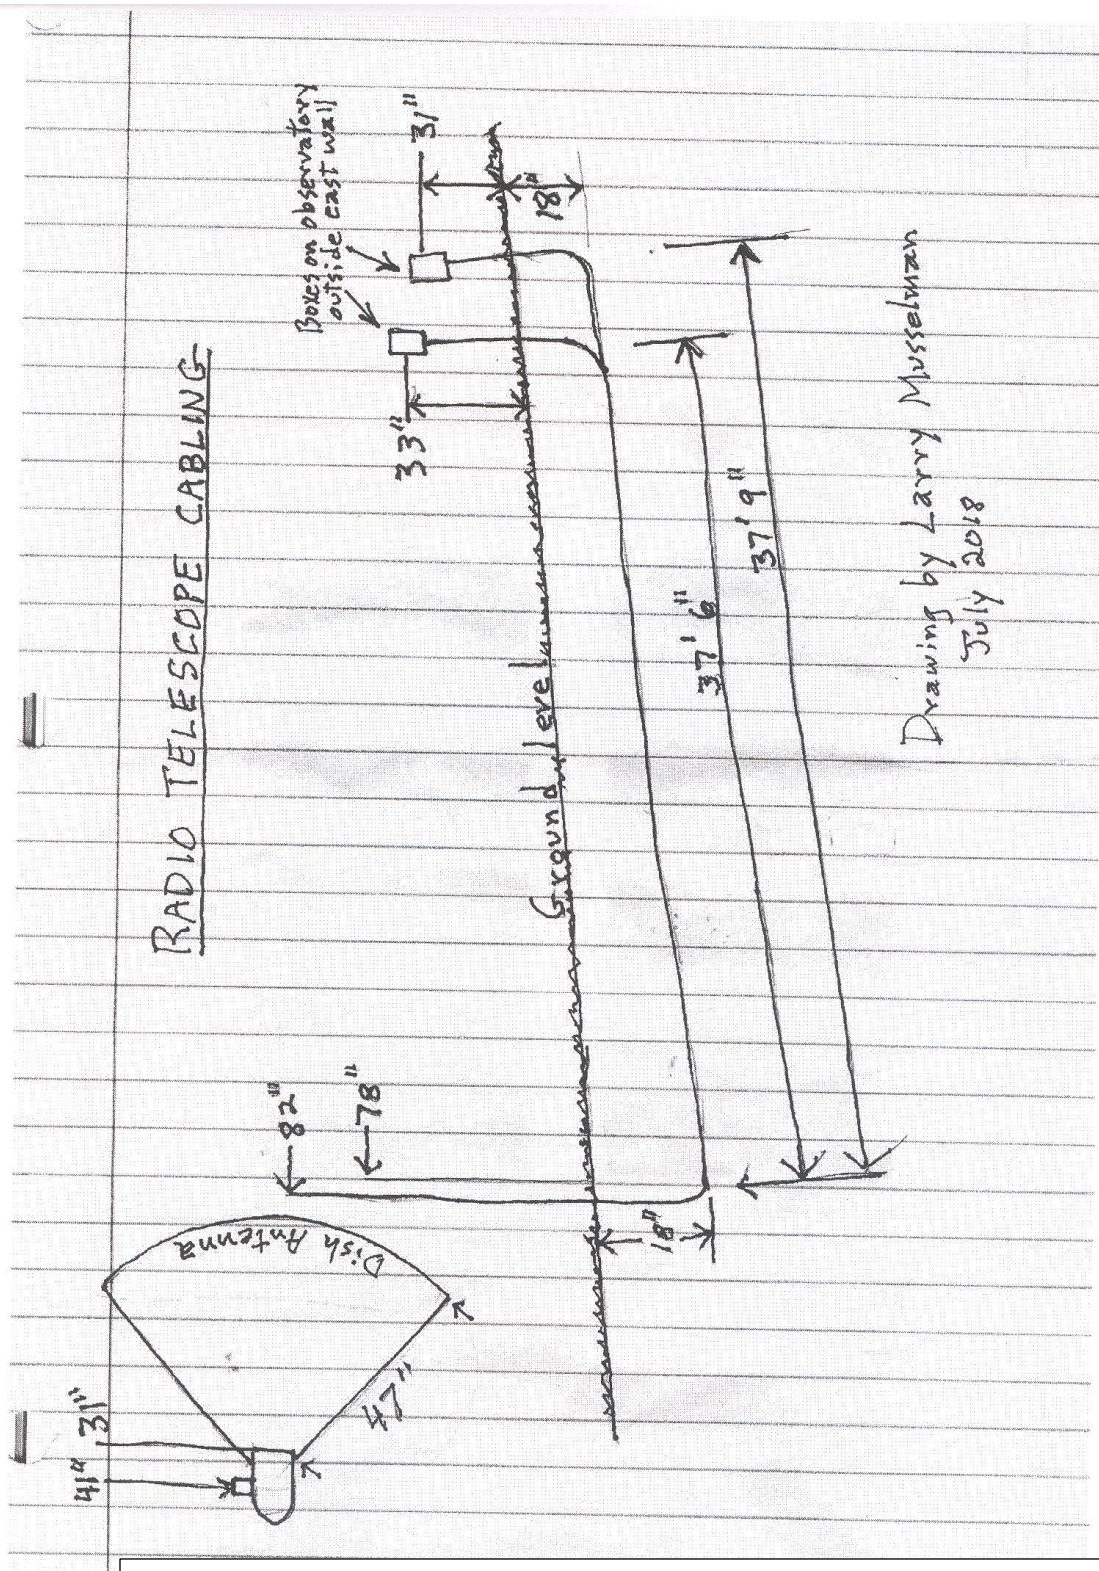 RADIO TELESCOPE CABLING
Boxes on observatory
outside east wall
33"
31"
18"
41"
31"
Dish Antenna
47"
82"
78"
Ground level
18"
37' 6"
37' 9"
Drawing by Larry Musselman
July 2018